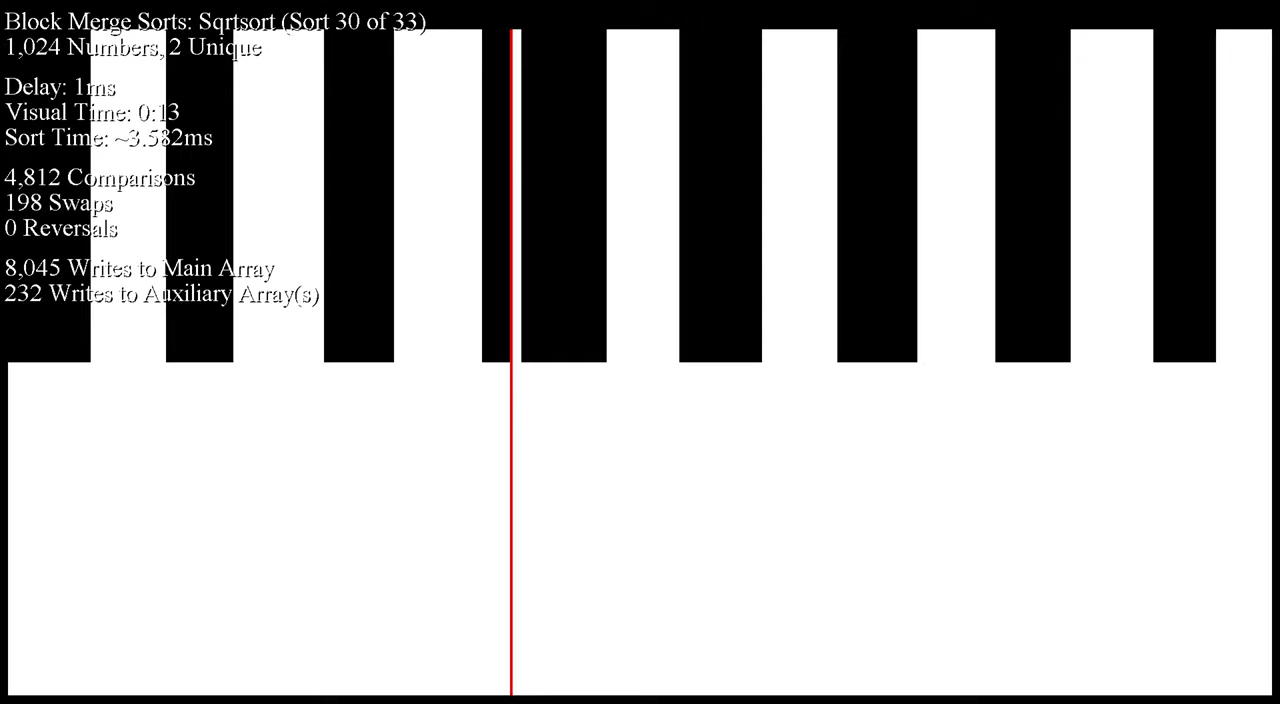 Block Merge Sorts: Sqrtsort (Sort 30 of 33)
1,024 Numbers, 2 Unique
Delay: 1ms
Visual Time: 0:13
Sort Time: ~3.582ms
4,812 Comparisons
198 Swaps
0 Reversals
8,045 Writes to Main Array
232 Writes to Auxiliary Array(s)